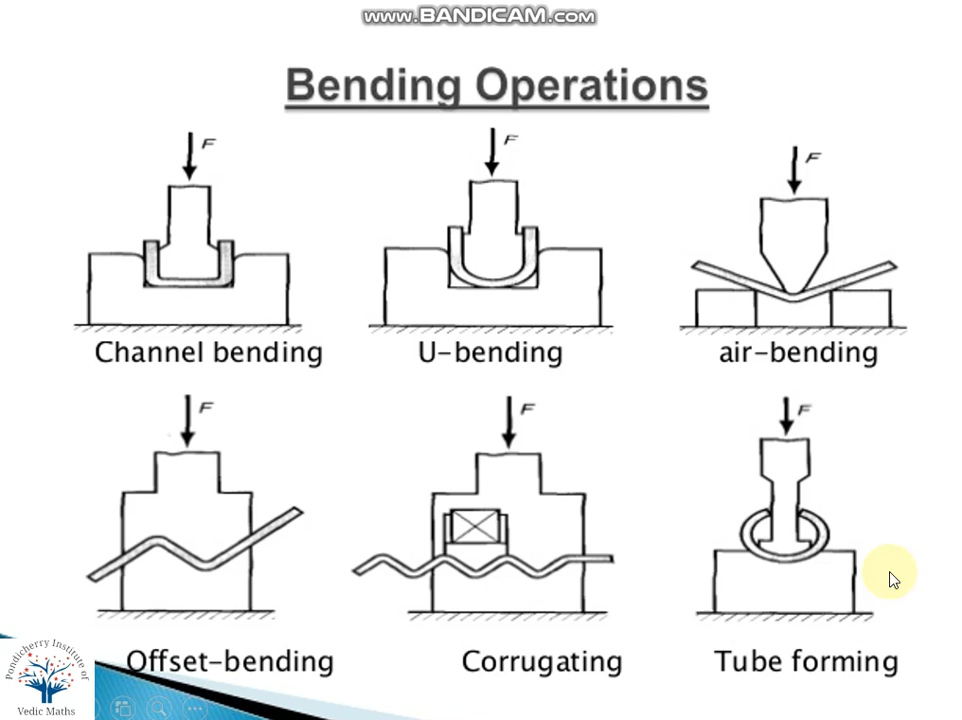 www.BANDICAM.com
Bending Operations
F
F
F
Channel bending
U-bending
air-bending
F
F
F
Offset-bending
Corrugating
Tube forming
Pondicherry Institute of
Vedic Maths